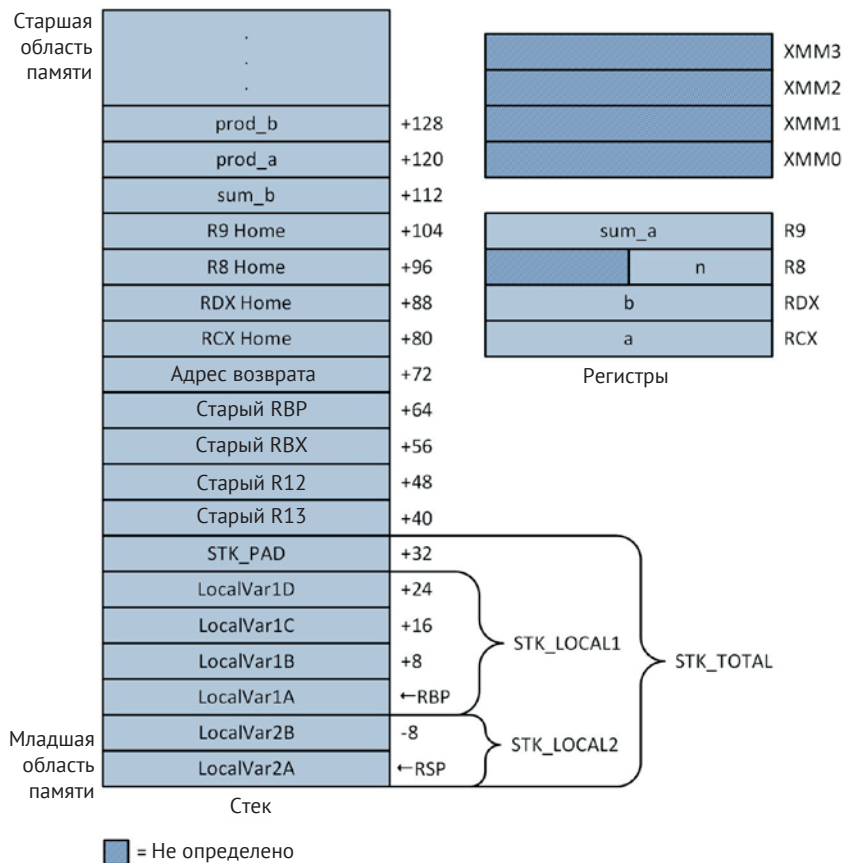 Старшая
область
памяти
.
.
.
prod_b +128
prod_a +120
sum_b +112
R9 Home +104
R8 Home +96
RDX Home +88
RCX Home +80
Адрес возврата +72
Старый RBP +64
Старый RBX +56
Старый R12 +48
Старый R13 +40
STK_PAD +32
LocalVar1D +24
LocalVar1C +16
LocalVar1B +8
LocalVar1A ←RBP
LocalVar2B -8
LocalVar2A ←RSP
STK_LOCAL1
STK_LOCAL2
STK_TOTAL
Младшая
область
памяти
Стек
XMM3
XMM2
XMM1
XMM0
sum_a R9
n R8
b RDX
a RCX
Регистры
= Не определено